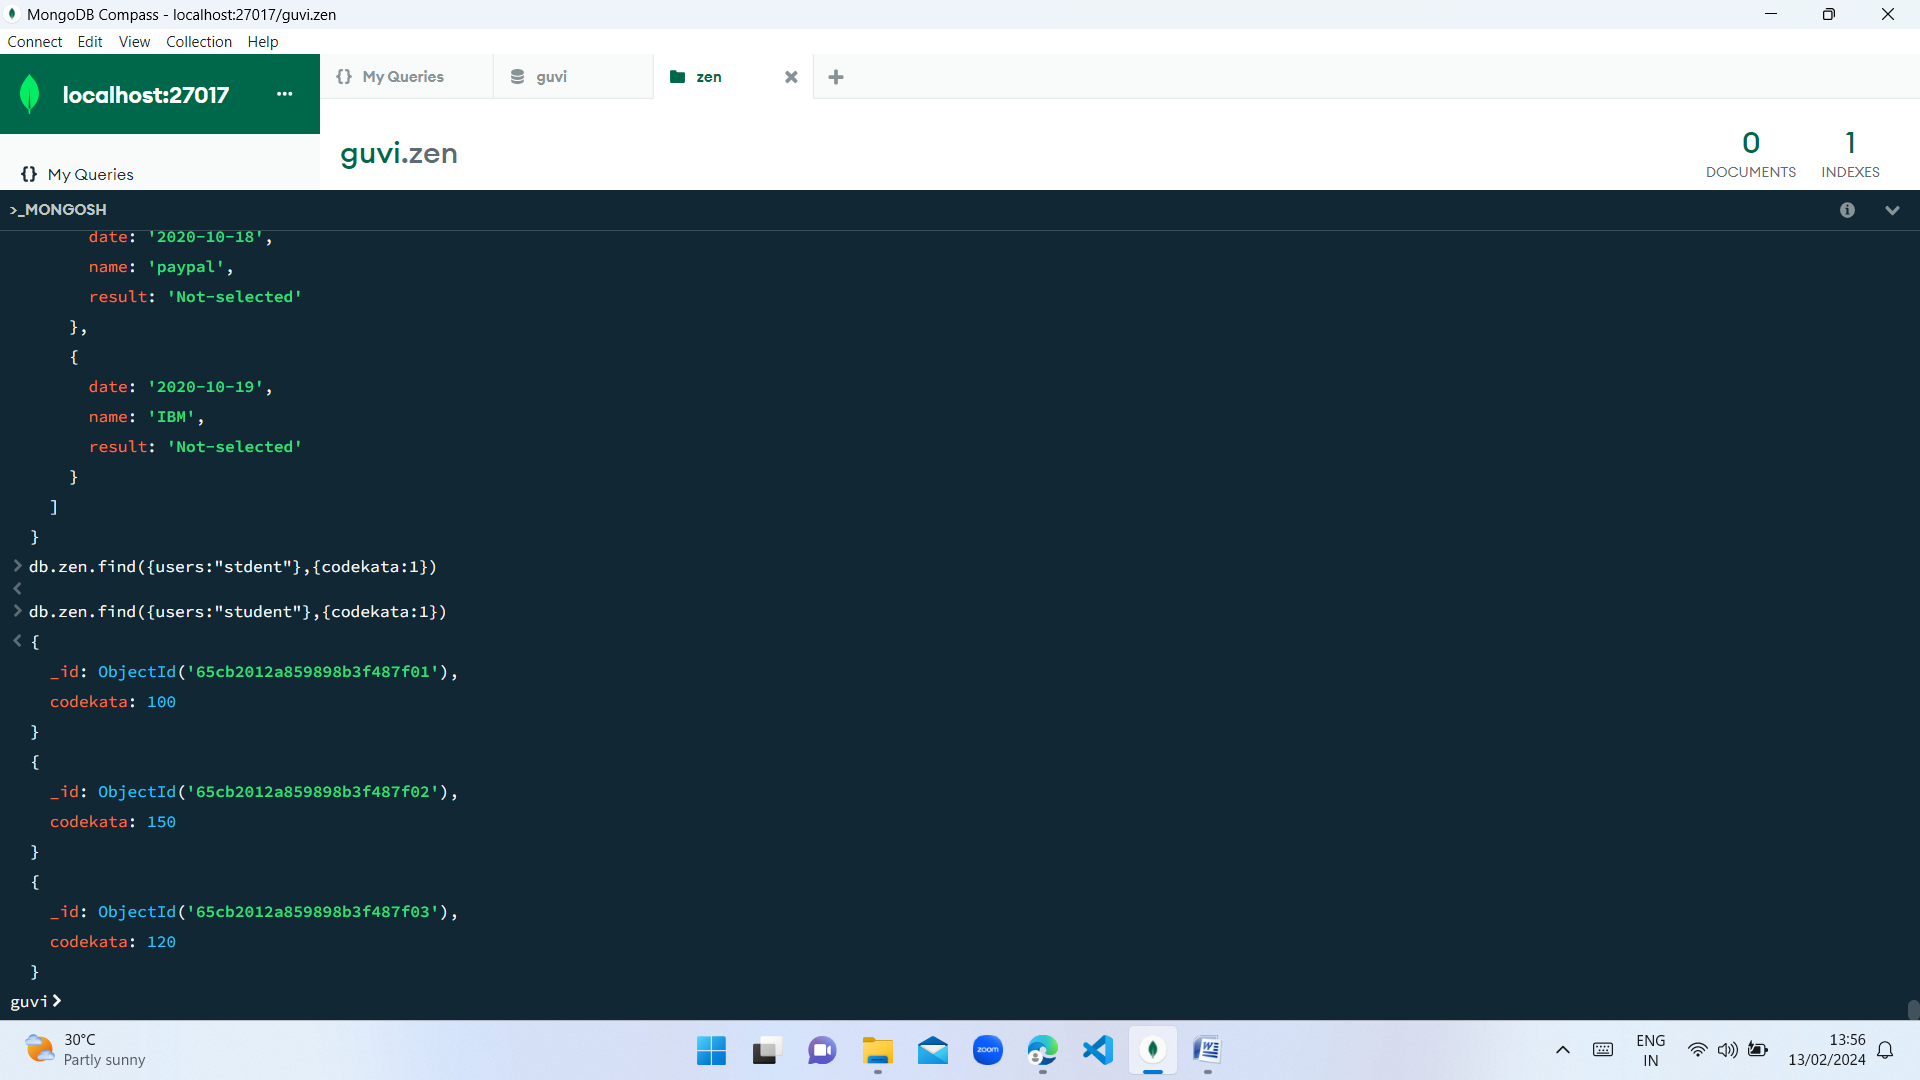 MongoDB Compass - localhost:27017/guvi.zen
Connect Edit View Collection Help
localhost:27017 ...
{} My Queries
guvi
zen
guvi.zen
0
DOCUMENTS
1
INDEXES
{} My Queries
>_MONGOSH
date: '2020-10-18',
name: 'paypal',
result: 'Not-selected'
},
{
date: '2020-10-19',
name: 'IBM',
result: 'Not-selected'
}
]
}
> db.zen.find({users:"stdent"},{codekata:1})
<
> db.zen.find({users:"student"},{codekata:1})
< {
_id: ObjectId('65cb2012a859898b3f487f01'),
codekata: 100
}
{
_id: ObjectId('65cb2012a859898b3f487f02'),
codekata: 150
}
{
_id: ObjectId('65cb2012a859898b3f487f03'),
codekata: 120
}
guvi>
30°C
Partly sunny
zoom
ENG
IN
13:56
13/02/2024